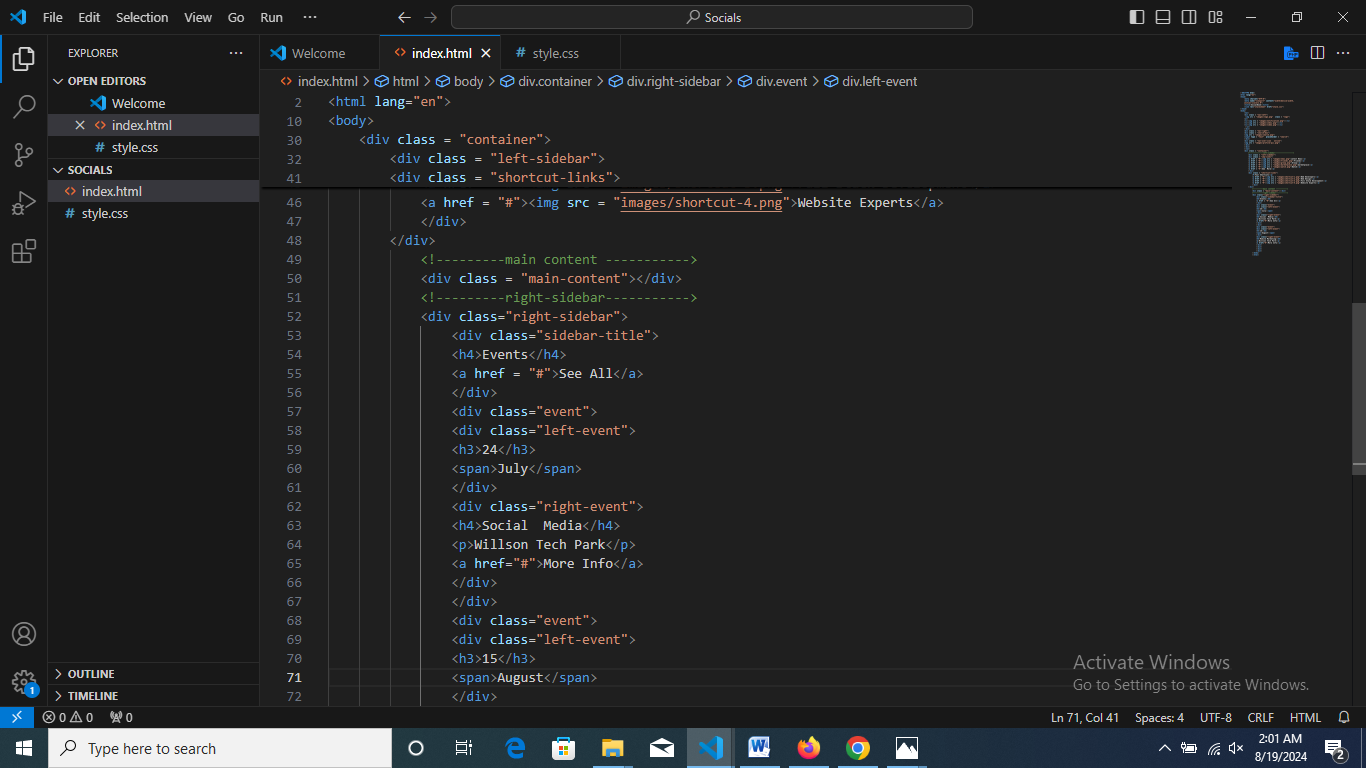 File Edit Selection View Go Run ··· Socials
EXPLORER ···
OPEN EDITORS
Welcome
index.html
style.css
SOCIALS
index.html
style.css
OUTLINE
TIMELINE
Welcome index.html style.css
index.html > html > body > div.container > div.right-sidebar > div.event > div.left-event
2 <html lang="en">
10 <body>
30 <div class = "container">
32 <div class = "left-sidebar">
41 <div class = "shortcut-links">
46 <a href = "#"><img src = "images/shortcut-4.png">Website Experts</a>
47 </div>
48 </div>
49 <!---------main content ----------->
50 <div class = "main-content"></div>
51 <!---------right-sidebar----------->
52 <div class="right-sidebar">
53 <div class="sidebar-title">
54 <h4>Events</h4>
55 <a href = "#">See All</a>
56 </div>
57 <div class="event">
58 <div class="left-event">
59 <h3>24</h3>
60 <span>July</span>
61 </div>
62 <div class="right-event">
63 <h4>Social  Media</h4>
64 <p>Willson Tech Park</p>
65 <a href="#">More Info</a>
66 </div>
67 </div>
68 <div class="event">
69 <div class="left-event">
70 <h3>15</h3>
71 <span>August</span>
72 </div>
Activate Windows
Go to Settings to activate Windows.
1
0 0 0 Ln 71, Col 41 Spaces: 4 UTF-8 CRLF HTML
Type here to search
2:01 AM
8/19/2024
2